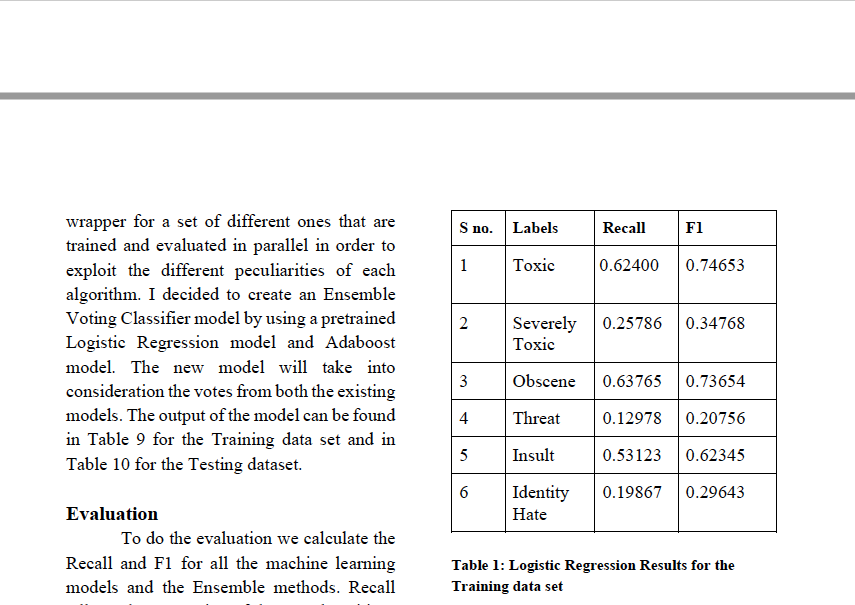 wrapper for a set of different ones that are
trained and evaluated in parallel in order to
exploit the different peculiarities of each
algorithm. I decided to create an Ensemble
Voting Classifier model by using a pretrained
Logistic Regression model and Adaboost
model. The new model will take into
consideration the votes from both the existing
models. The output of the model can be found
in Table 9 for the Training data set and in
Table 10 for the Testing dataset.
Evaluation
To do the evaluation we calculate the
Recall and F1 for all the machine learning
models and the Ensemble methods. Recall
S no. Labels Recall F1
1 Toxic 0.62400 0.74653
2 Severely 0.25786 0.34768
Toxic
3 Obscene 0.63765 0.73654
4 Threat 0.12978 0.20756
5 Insult 0.53123 0.62345
6 Identity 0.19867 0.29643
Hate
Table 1: Logistic Regression Results for the
Training data set